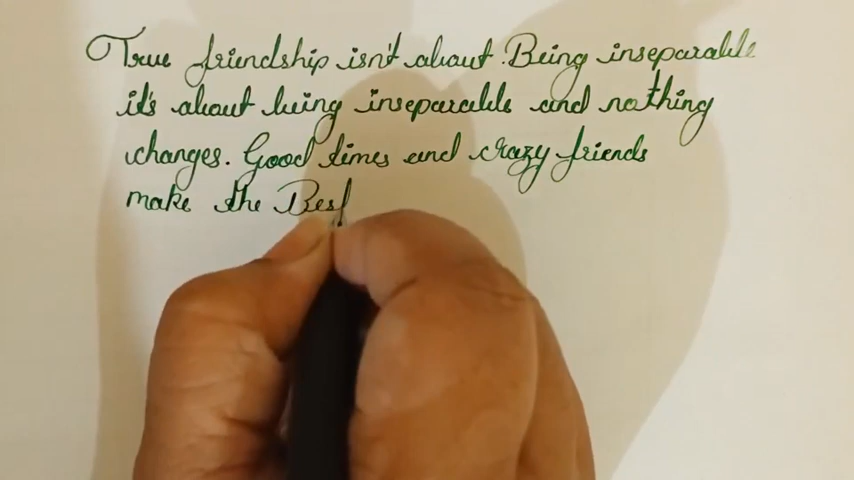 True friendship isn't about Being inseparable
it's about being inseparable and nothing
changes. Good times and crazy friends
make the Best